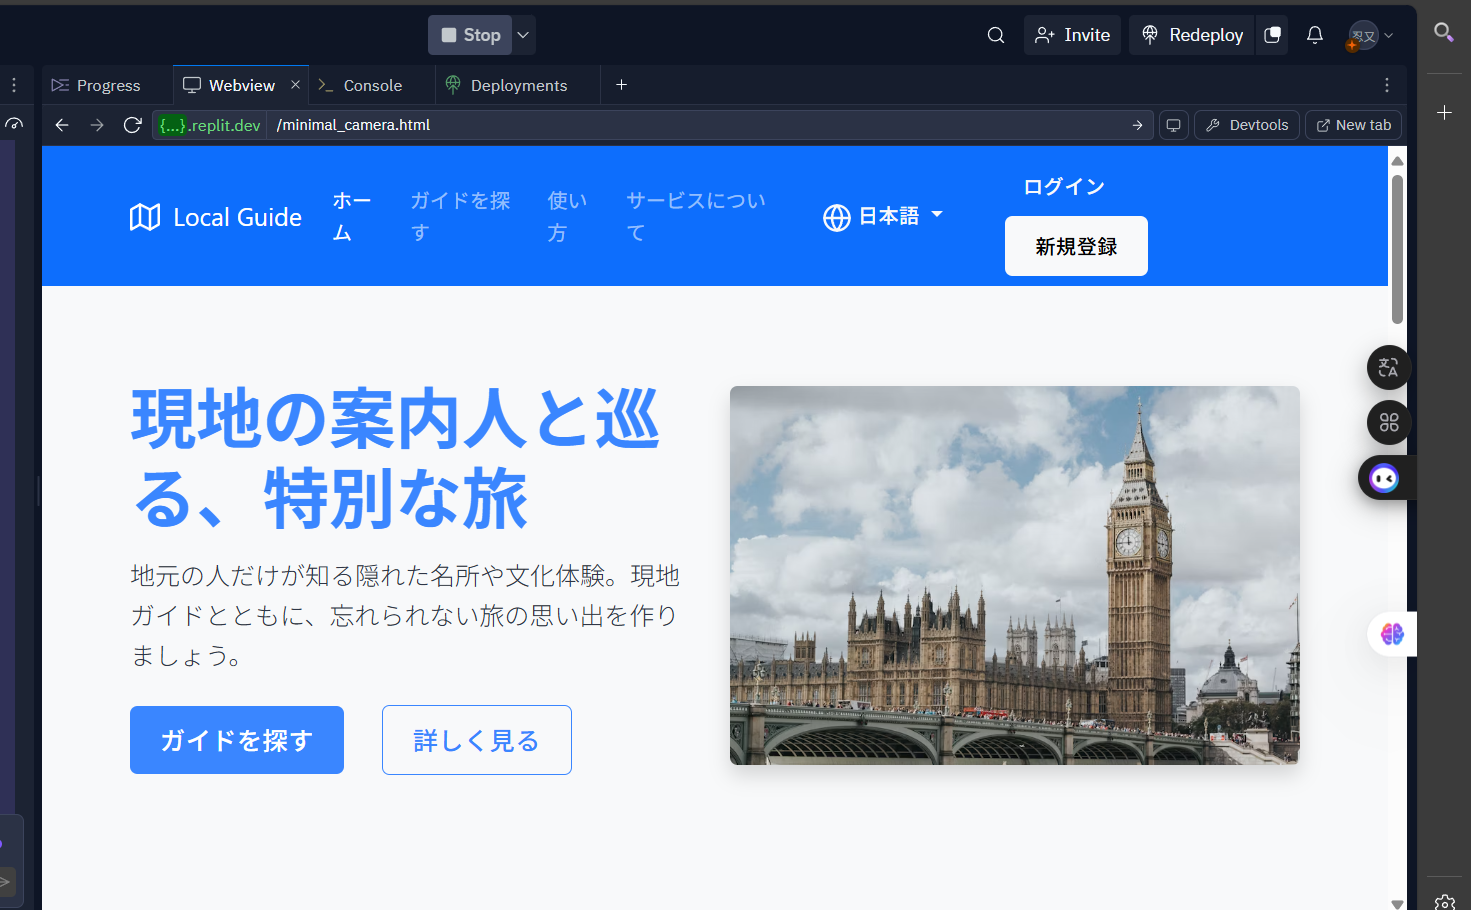 Stop
Invite
Redeploy
忍又
Progress
Webview
Console
Deployments
{...}.replit.dev
/minimal_camera.html
Devtools
New tab
Local Guide
ホー
ム
ガイドを探
す
使い
方
サービスについ
て
日本語
ログイン
新規登録
現地の案内人と巡
る、特別な旅
地元の人だけが知る隠れた名所や文化体験。現地
ガイドとともに、忘れられない旅の思い出を作り
ましょう。
ガイドを探す
詳しく見る